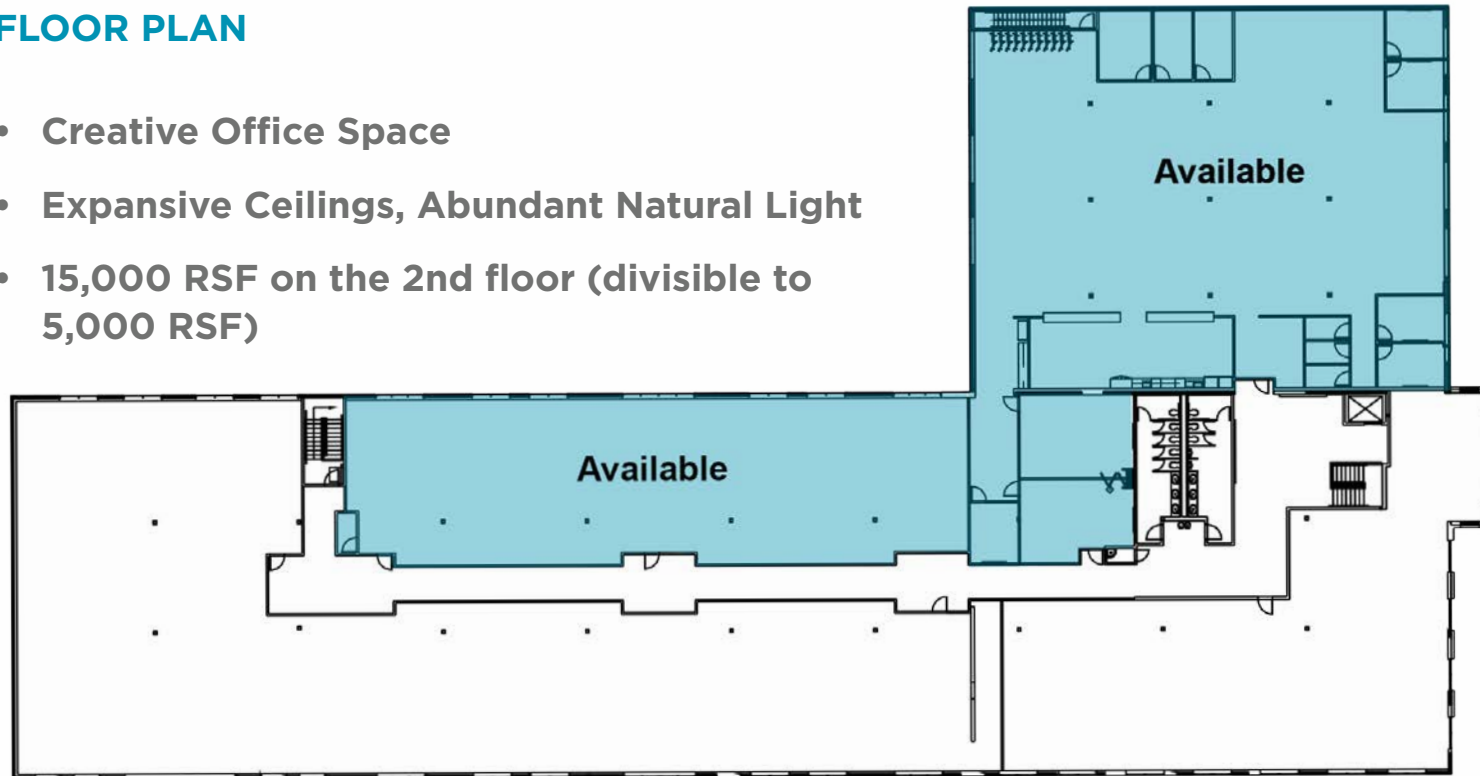 FLOOR PLAN
• Creative Office Space
• Expansive Ceilings, Abundant Natural Light
• 15,000 RSF on the 2nd floor (divisible to
5,000 RSF)
Available
Available